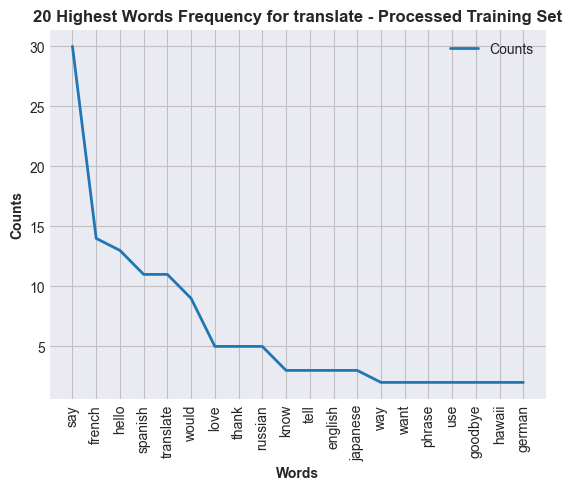 20 Highest Words Frequency for translate - Processed Training Set
Counts
30
25
20
15
10
5
Counts
say
french
hello
spanish
translate
would
love
thank
russian
know
tell
english
japanese
way
want
phrase
use
goodbye
hawaii
german
Words